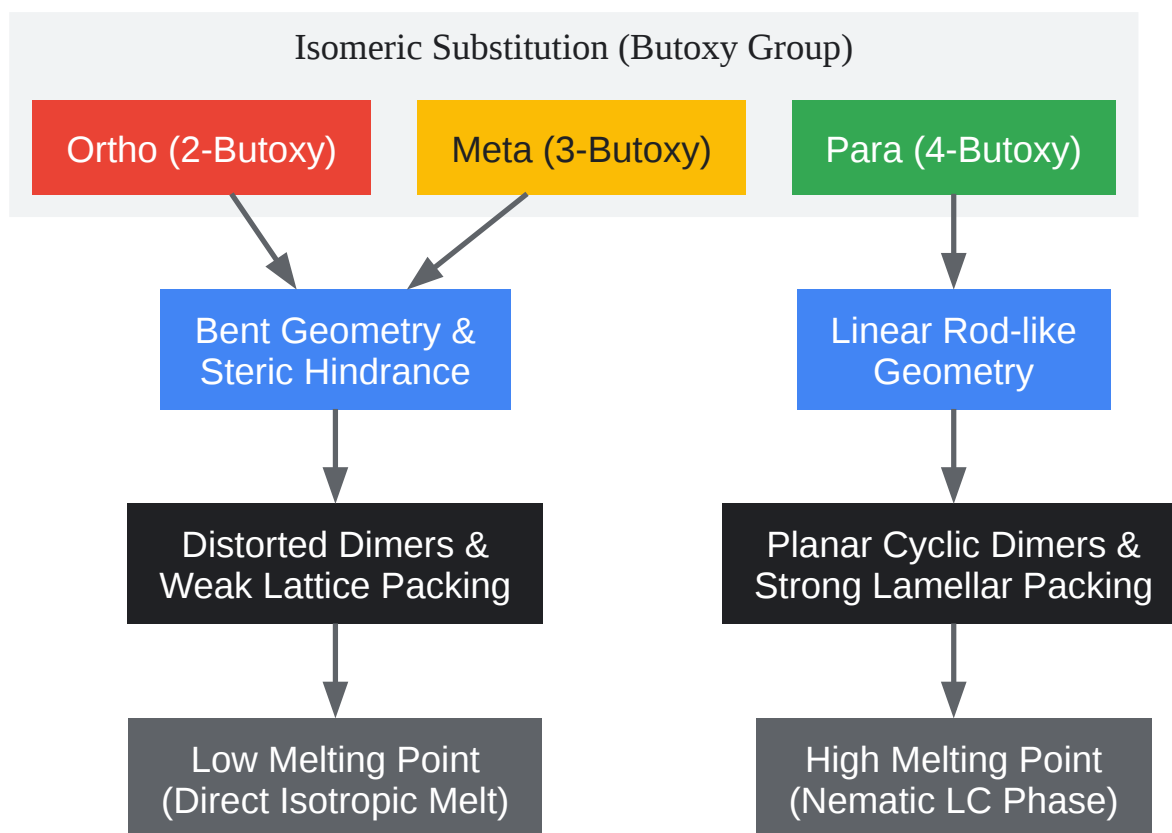 Isomeric Substitution (Butoxy Group)
Ortho (2-Butoxy)
Meta (3-Butoxy)
Para (4-Butoxy)
Bent Geometry &
Steric Hindrance
Linear Rod-like
Geometry
Distorted Dimers &
Weak Lattice Packing
Planar Cyclic Dimers &
Strong Lamellar Packing
Low Melting Point
(Direct Isotropic Melt)
High Melting Point
(Nematic LC Phase)